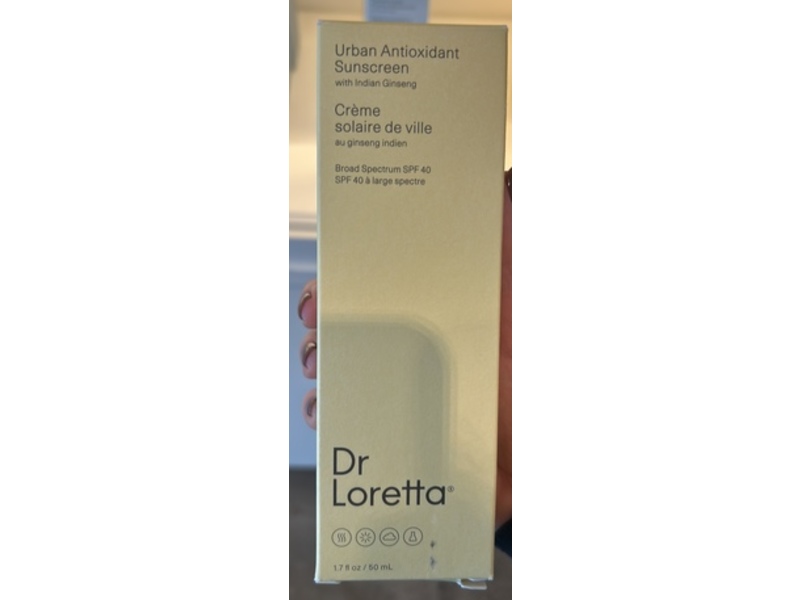 Urban Antioxidant
Sunscreen
with Indian Ginseng
Crème
solaire de ville
au ginseng indien
Broad Spectrum SPF 40
SPF 40 à large spectre
Dr
Loretta®
1.7 fl oz / 50 mL